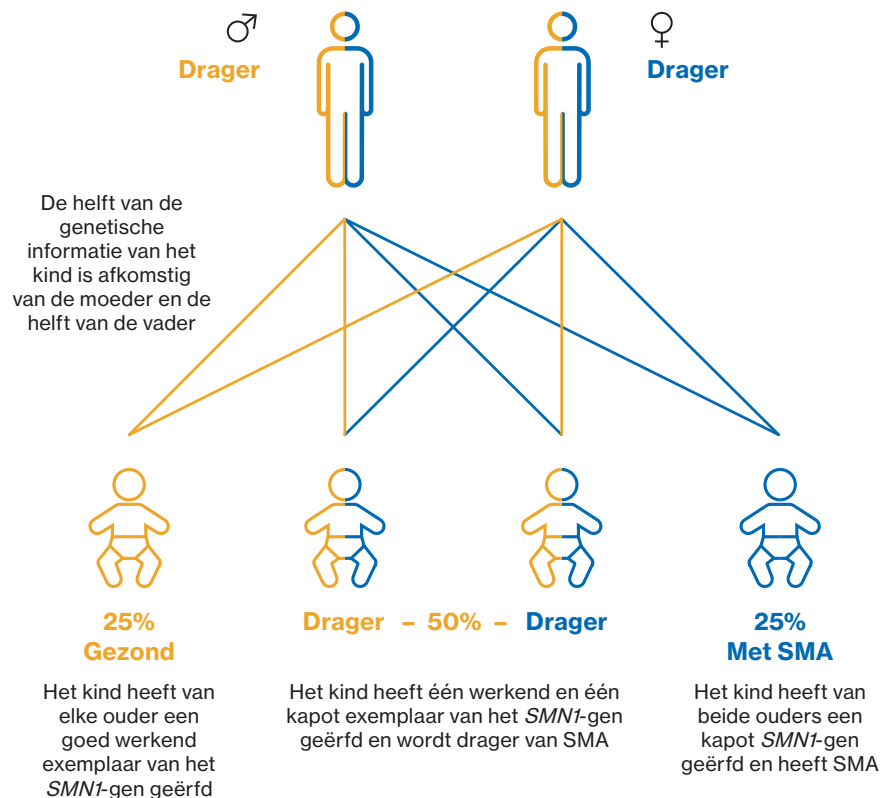 ♂
Drager
♀
Drager
De helft van de
genetische
informatie van het
kind is afkomstig
van de moeder en de
helft van de vader
25%
Gezond
Het kind heeft van
elke ouder een
goed werkend
exemplaar van het
SMN1-gen geërfd
Drager – 50% – Drager
Het kind heeft één werkend en één
kapot exemplaar van het SMN1-gen
geërfd en wordt drager van SMA
25%
Met SMA
Het kind heeft van
beide ouders een
kapot SMN1-gen
geërfd en heeft SMA